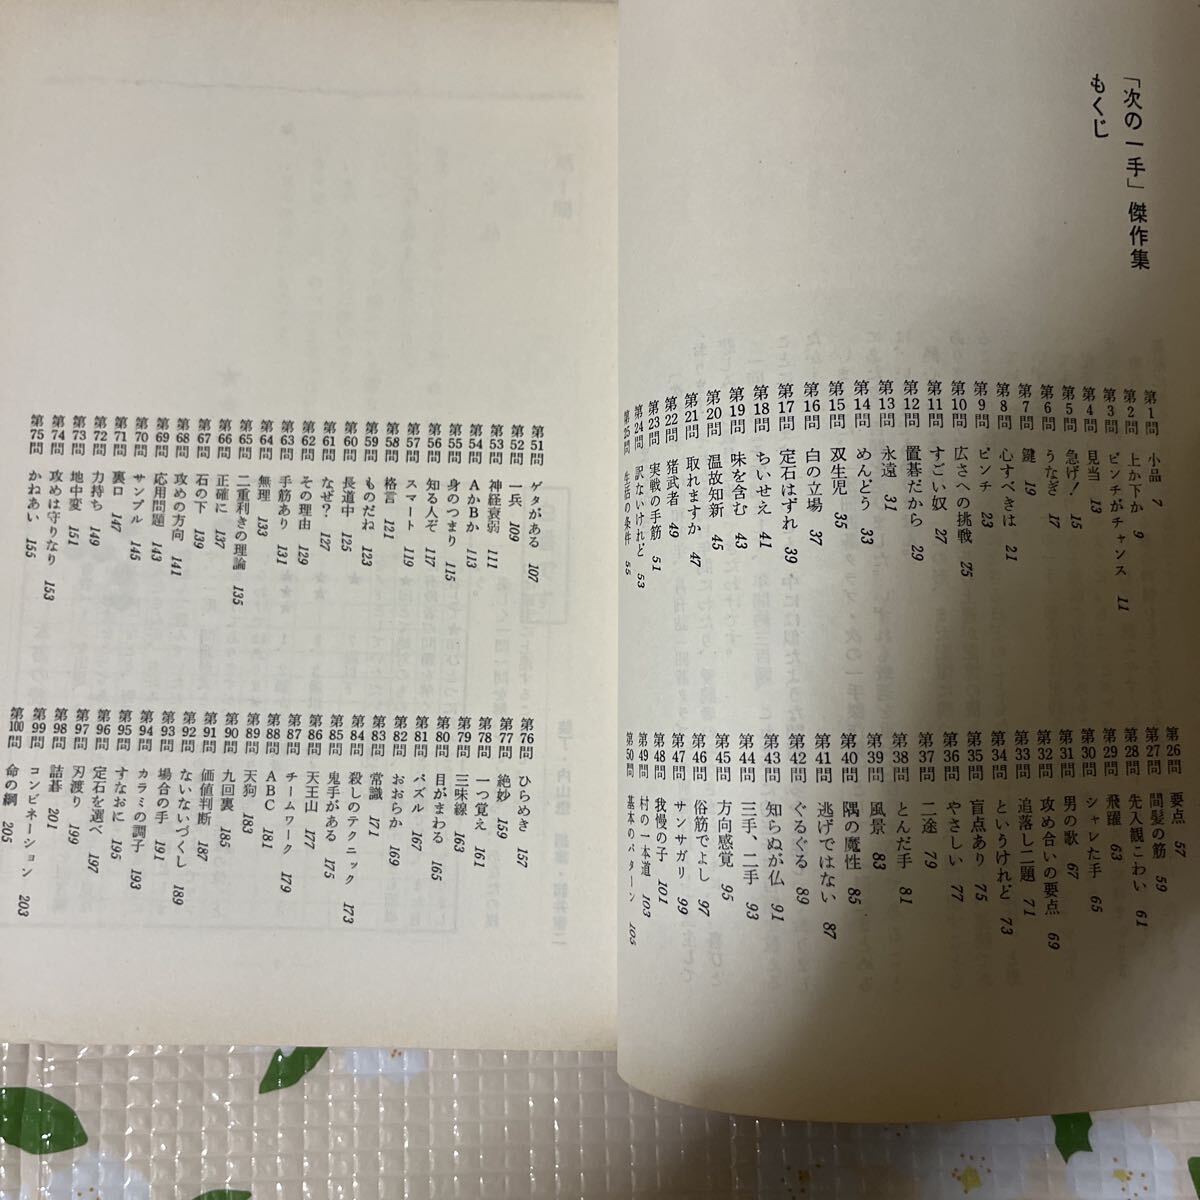 「次の一手」傑作集
もくじ
第1問 小品 7
第2問 上か下か 9
第3問 ピンチがチャンス 11
第4問 見当 13
第5問 急げ! 15
第6問 うなぎ 17
第7問 鍵 19
第8問 心すべきは 21
第9問 ピンチ 23
第10問 広さへの挑戦 25
第11問 すごい奴 27
第12問 置碁だから 29
第13問 永遠 31
第14問 めんどう 33
第15問 双生児 35
第16問 白の立場 37
第17問 定石はずれ 39
第18問 ちいせえ 41
第19問 味を含む 43
第20問 温故知新 45
第21問 取れますか 47
第22問 猪武者 49
第23問 実戦の手筋 51
第24問 訳ないけれど 53
第25問 生活の条件 55
第26問 要点 57
第27問 間髪の筋 59
第28問 先入観こわい 61
第29問 飛躍 63
第30問 シャレた手 65
第31問 男の歌 67
第32問 攻め合いの要点 69
第33問 追落し二題 71
第34問 というけれど 73
第35問 盲点あり 75
第36問 やさしい 77
第37問 二途 79
第38問 とんだ手 81
第39問 風景 83
第40問 隅の魔性 85
第41問 逃げではない 87
第42問 ぐるぐる 89
第43問 知らぬが仏 91
第44問 三手、二手 93
第45問 方向感覚 95
第46問 俗筋でよし 97
第47問 サンサガリ 99
第48問 我慢の子 101
第49問 村の一本道 103
第50問 基本のパターン 105
第51問 ゲタがある 107
第52問 一兵 109
第53問 神経衰弱 111
第54問 AかBか 113
第55問 身のつまり 115
第56問 知る人ぞ 117
第57問 スマート 119
第58問 格言 121
第59問 ものだね 123
第60問 長道中 125
第61問 なぜ? 127
第62問 その理由 129
第63問 手筋あり 131
第64問 無理 133
第65問 二重利きの理論 135
第66問 正確に 137
第67問 石の下 139
第68問 攻めの方向 141
第69問 応用問題 143
第70問 サンプル 145
第71問 裏口 147
第72問 力持ち 149
第73問 地中変 151
第74問 攻めは守りなり 153
第75問 かねあい 155
第76問 ひらめき 157
第77問 絶妙 159
第78問 一つ覚え 161
第79問 三味線 163
第80問 目がまわる 165
第81問 パズル 167
第82問 おおらか 169
第83問 常識 171
第84問 殺しのテクニック 173
第85問 鬼手がある 175
第86問 天王山 177
第87問 チームワーク 179
第88問 ABC 181
第89問 天狗 183
第90問 九回裏 185
第91問 価値判断 187
第92問 ないないづくし 189
第93問 場合の手 191
第94問 カラミの調子 193
第95問 すなおに 195
第96問 定石を選べ 197
第97問 刃渡り 199
第98問 詰碁 201
第99問 コンビネーション 203
第100問 命の綱 205